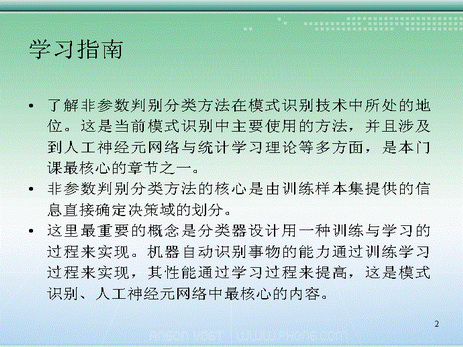 学习指南
• 了解非参数判别分类方法在模式识别技术中所处的地
位。这是当前模式识别中主要使用的方法，并且涉及
到人工神经元网络与统计学习理论等多方面，是本门
课最核心的章节之一。
• 非参数判别分类方法的核心是由训练样本集提供的信
息直接确定决策域的划分。
• 这里最重要的概念是分类器设计用一种训练与学习的
过程来实现。机器自动识别事物的能力通过训练学习
过程来实现，其性能通过学习过程来提高，这是模式
识别、人工神经元网络中最核心的内容。
2